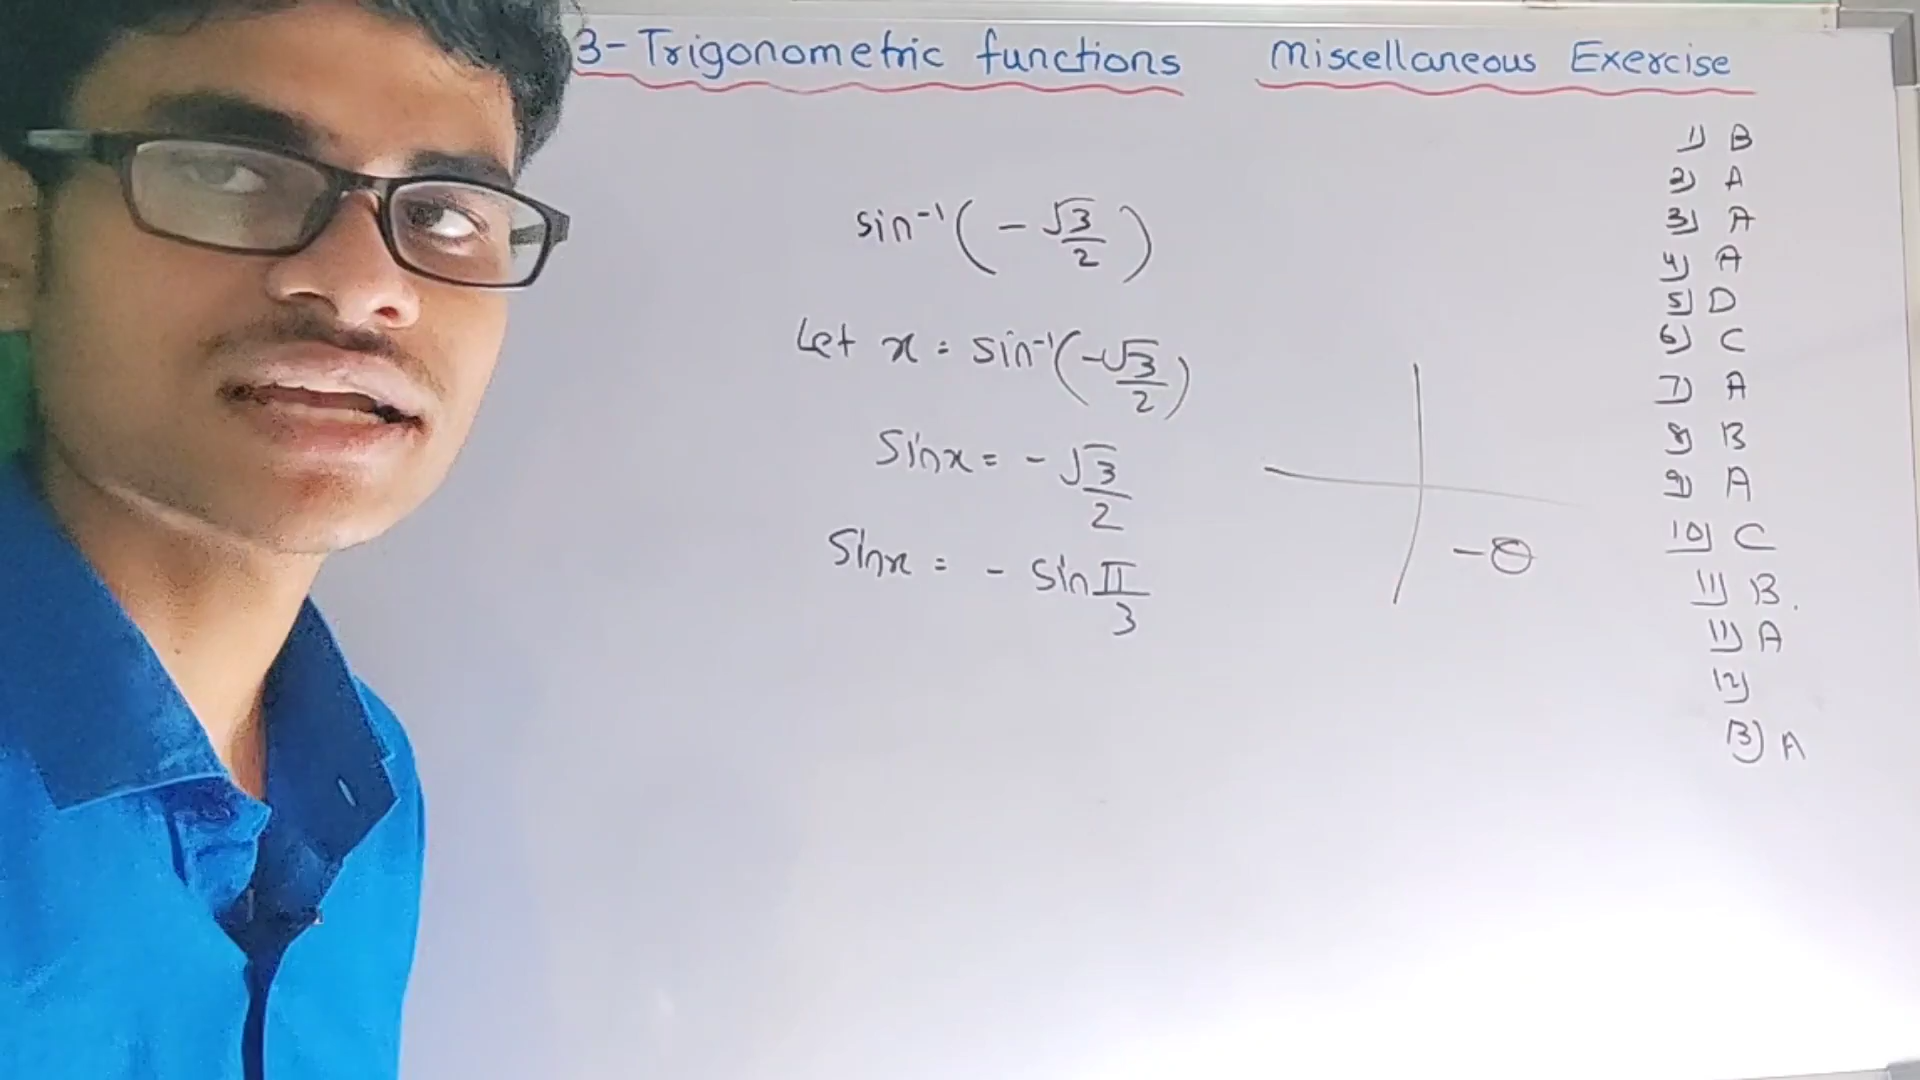 3-Trigonometric functions Miscellaneous Exercise
sin⁻¹(-√3/2)
Let x = sin⁻¹(-√3/2)
Sinx = -√3/2
Sinx = - sin π/3
-θ
1) B
2) A
3) A
4) A
5) D
6) C
7) A
8) B
9) A
10) C
11) B.
11) A
12)
13) A